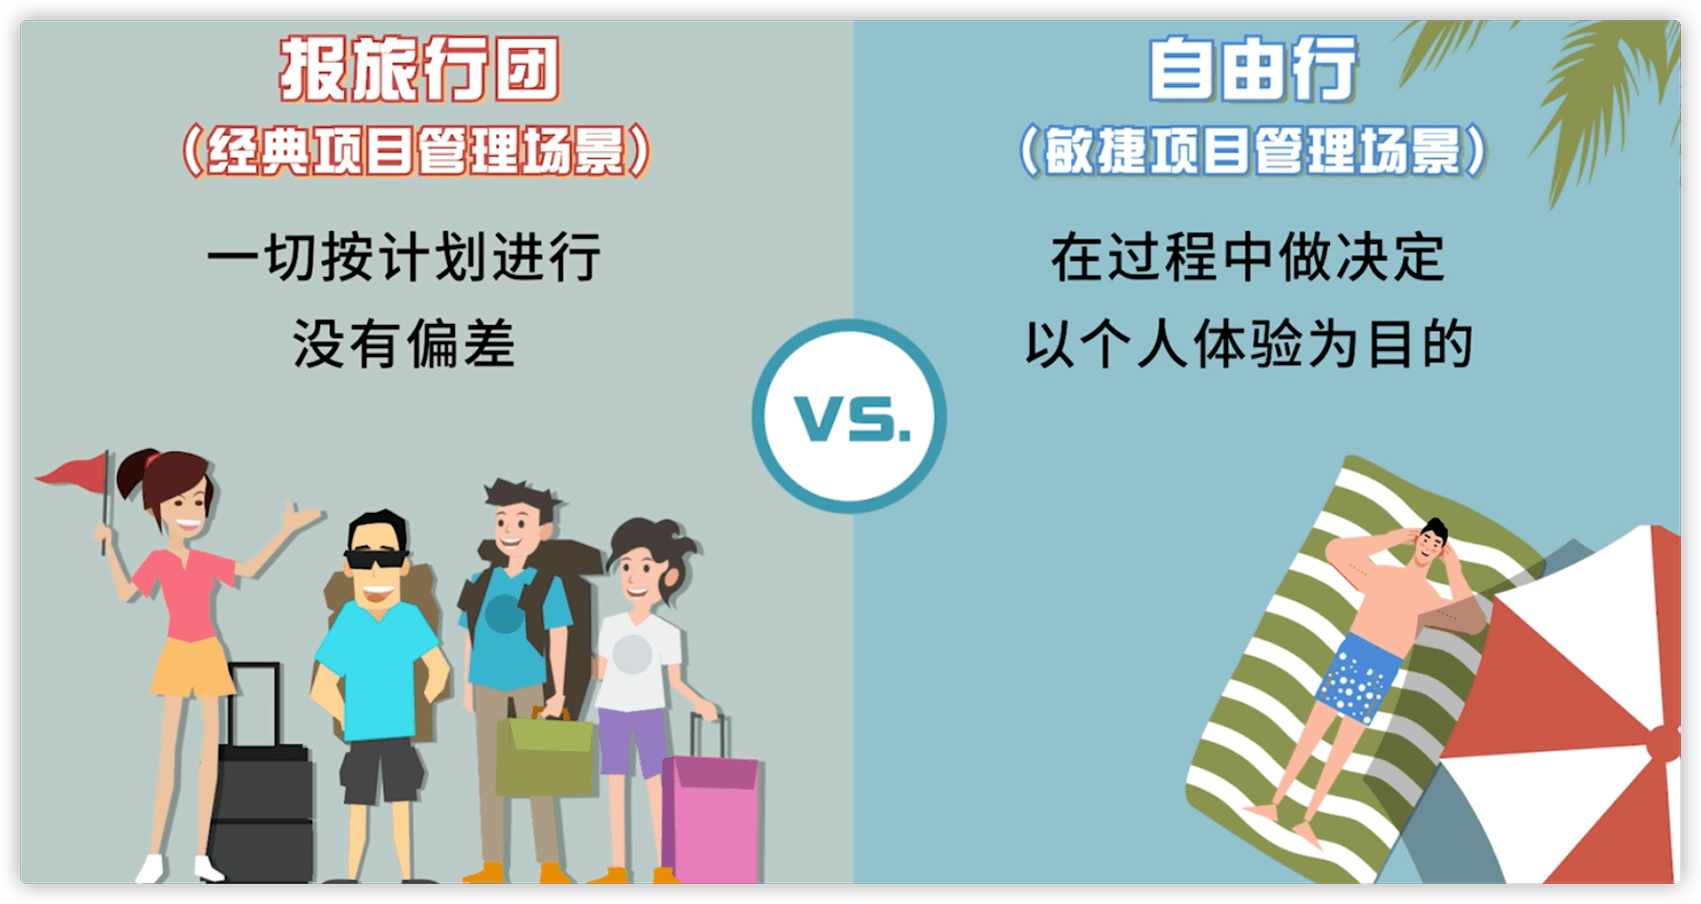 报旅行团
（经典项目管理场景）
一切按计划进行
没有偏差
VS.
自由行
（敏捷项目管理场景）
在过程中做决定
以个人体验为目的